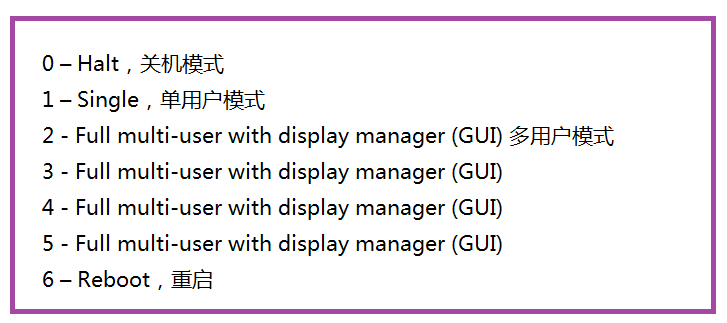 0 – Halt，关机模式
1 – Single，单用户模式
2 - Full multi-user with display manager (GUI) 多用户模式
3 - Full multi-user with display manager (GUI)
4 - Full multi-user with display manager (GUI)
5 - Full multi-user with display manager (GUI)
6 – Reboot，重启